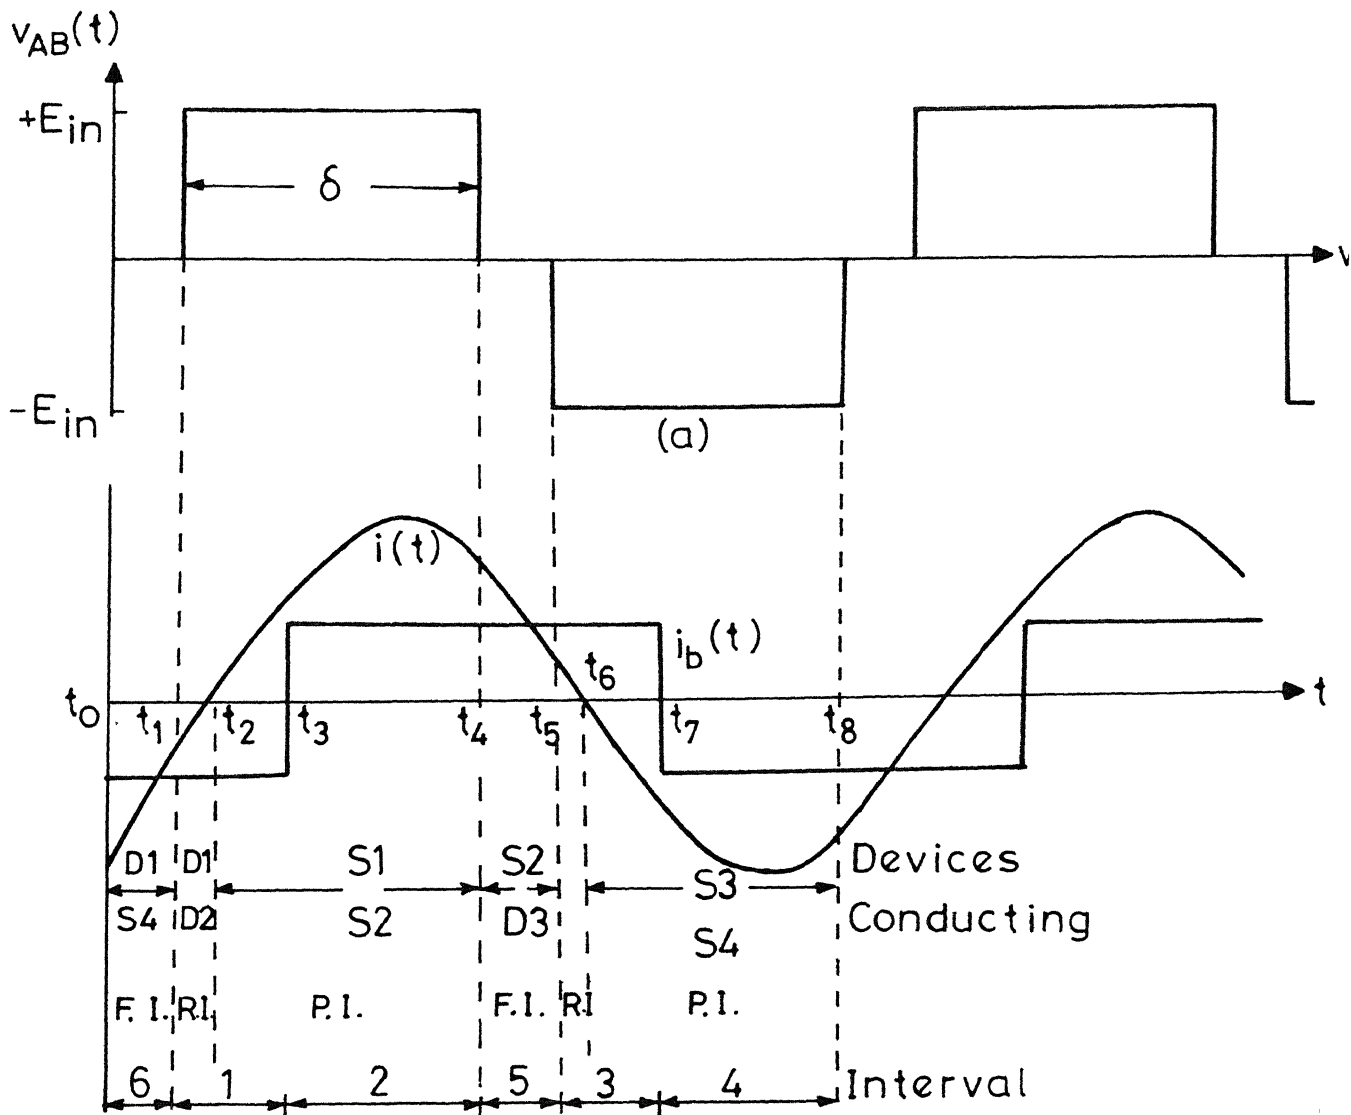 vAB(t)
+Ein
δ
v
-Ein
(a)
i(t)
ib(t)
t6
to
t1 t2 t3 t4 t5 t7 t8
t
D1 D1 S1 S2 S3 Devices
S4 D2 S2 D3 S4 Conducting
F.I. R.I. P.I. F.I. R.I P.I.
6 1 2 5 3 4 Interval